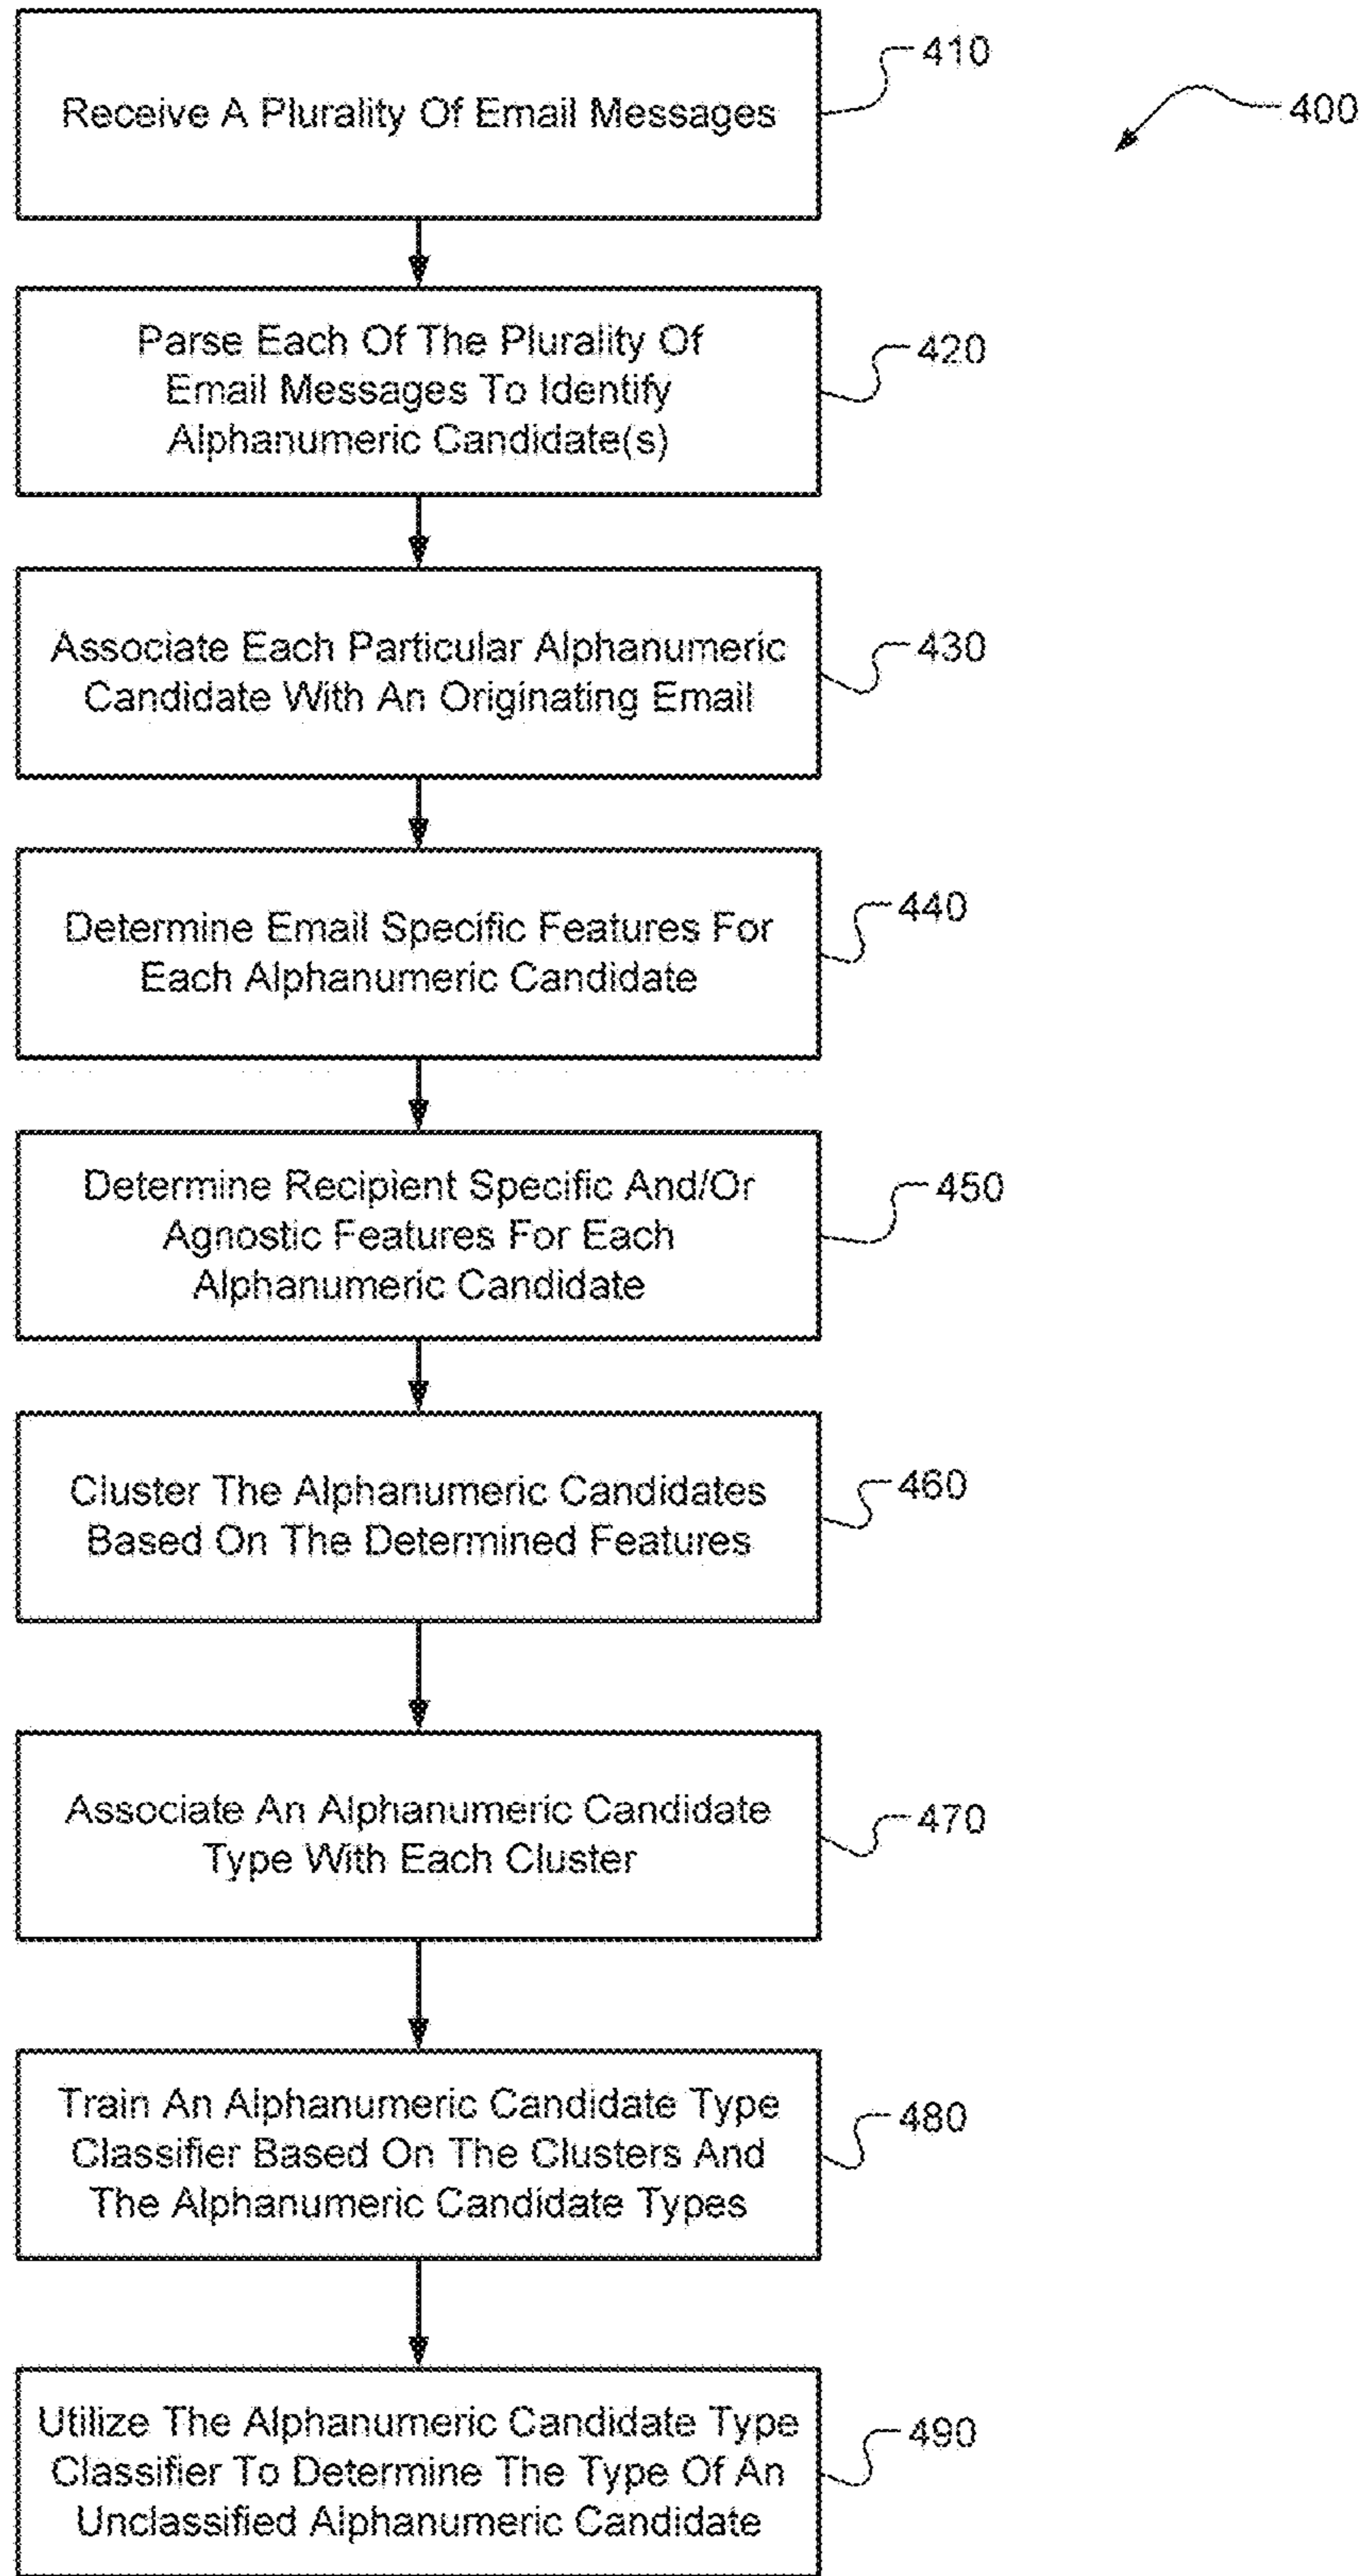 Receive A Plurality Of Email Messages
410
400
Parse Each Of The Plurality Of
Email Messages To Identify
Alphanumeric Candidate(s)
420
Associate Each Particular Alphanumeric
Candidate With An Originating Email
430
Determine Email Specific Features For
Each Alphanumeric Candidate
440
Determine Recipient Specific And/Or
Agnostic Features For Each
Alphanumeric Candidate
450
Cluster The Alphanumeric Candidates
Based On The Determined Features
460
Associate An Alphanumeric Candidate
Type With Each Cluster
470
Train An Alphanumeric Candidate Type
Classifier Based On The Clusters And
The Alphanumeric Candidate Types
480
Utilize The Alphanumeric Candidate Type
Classifier To Determine The Type Of An
Unclassified Alphanumeric Candidate
490